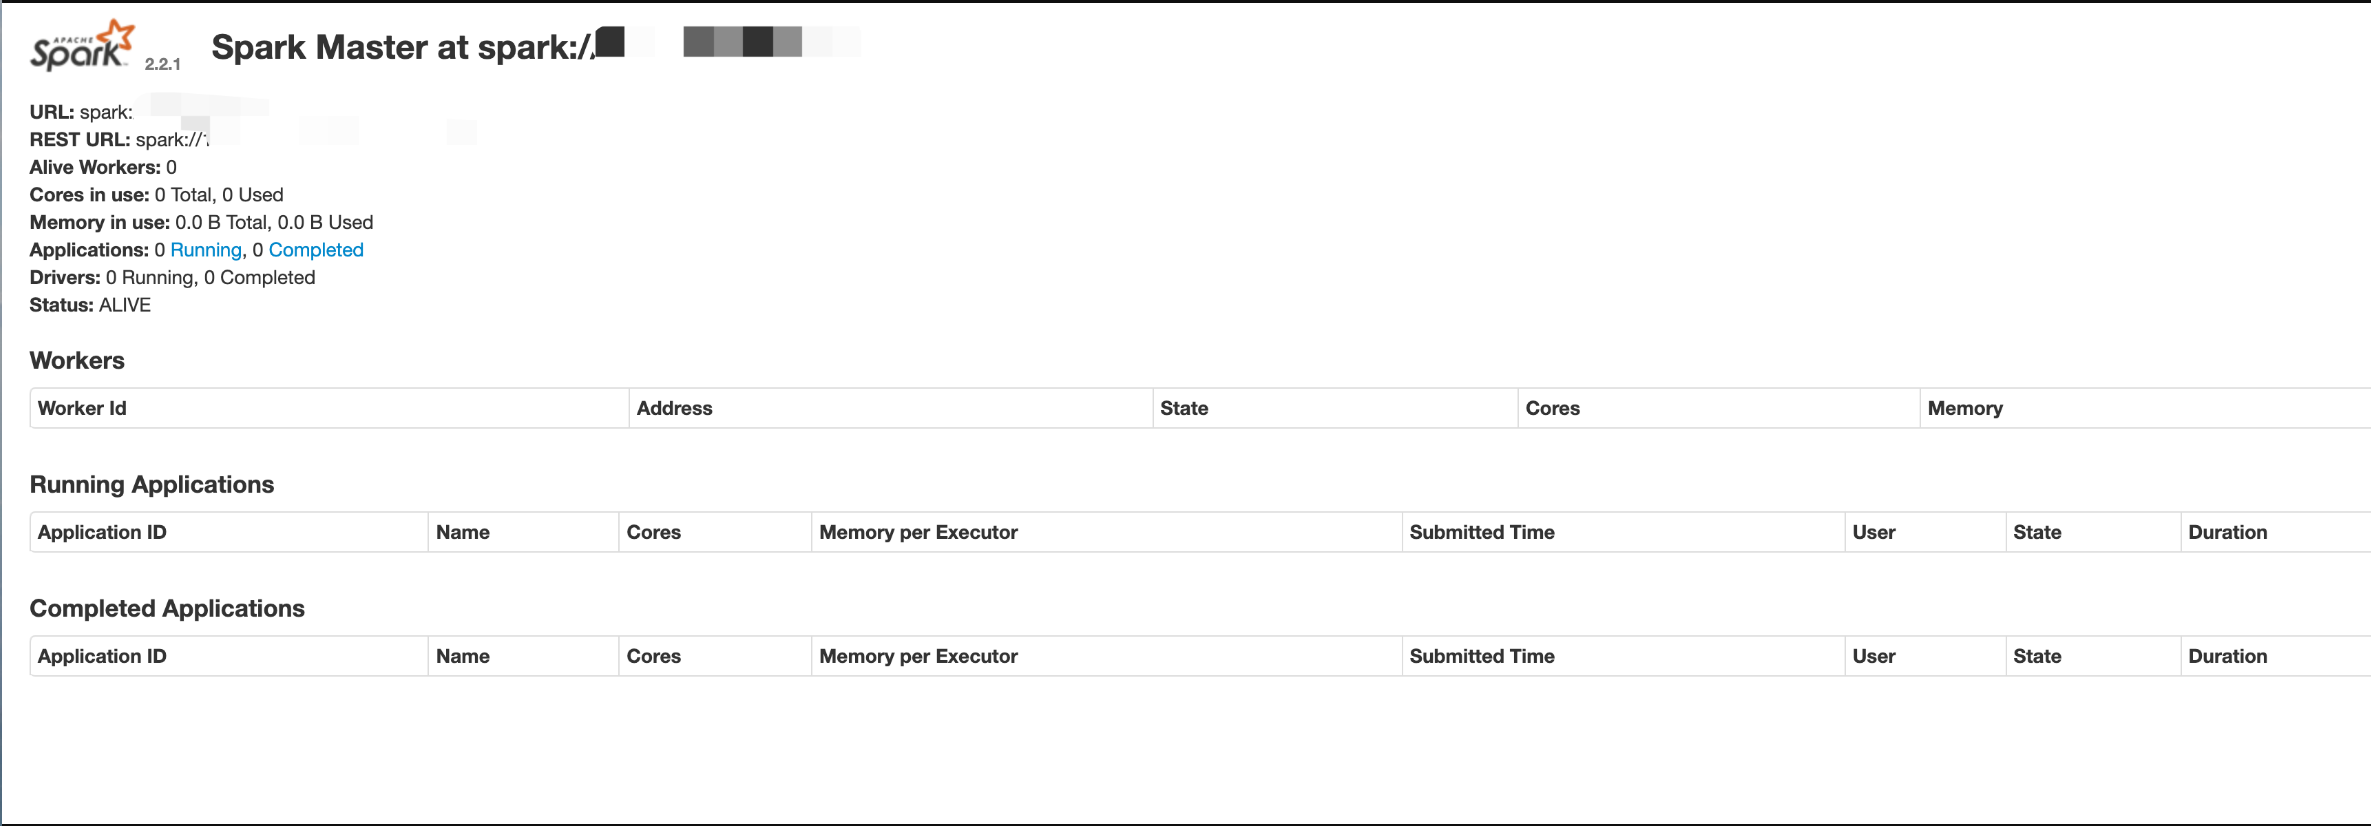 APACHE
Spark 2.2.1 Spark Master at spark://
URL: spark:
REST URL: spark://
Alive Workers: 0
Cores in use: 0 Total, 0 Used
Memory in use: 0.0 B Total, 0.0 B Used
Applications: 0 Running, 0 Completed
Drivers: 0 Running, 0 Completed
Status: ALIVE
Workers
Worker Id Address State Cores Memory
Running Applications
Application ID Name Cores Memory per Executor Submitted Time User State Duration
Completed Applications
Application ID Name Cores Memory per Executor Submitted Time User State Duration